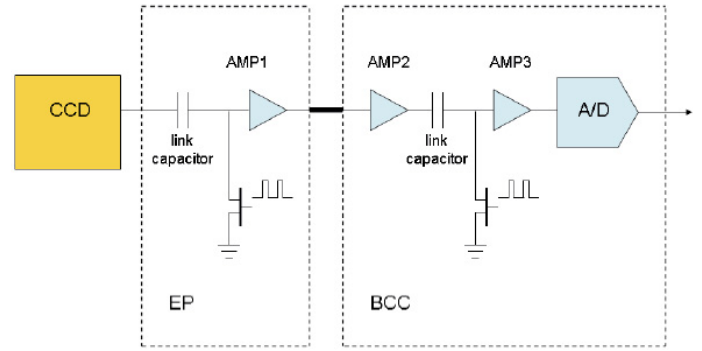 AMP1
AMP2
AMP3
CCD
A/D
link
capacitor
link
capacitor
EP
BCC